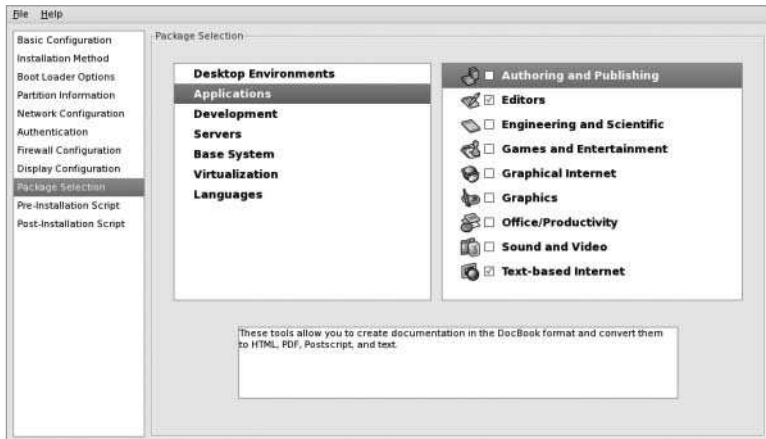 File Help
Basic Configuration
Installation Method
Boot Loader Options
Partition Information
Network Configuration
Authentication
Firewall Configuration
Display Configuration
Package Selection
Pre-Installation Script
Post-Installation Script
Package Selection
Desktop Environments
Applications
Development
Servers
Base System
Virtualization
Languages
Authoring and Publishing
Editors
Engineering and Scientific
Games and Entertainment
Graphical Internet
Graphics
Office/Productivity
Sound and Video
Text-based Internet
These tools allow you to create documentation in the DocBook format and convert them
to HTML, PDF, Postscript, and text.